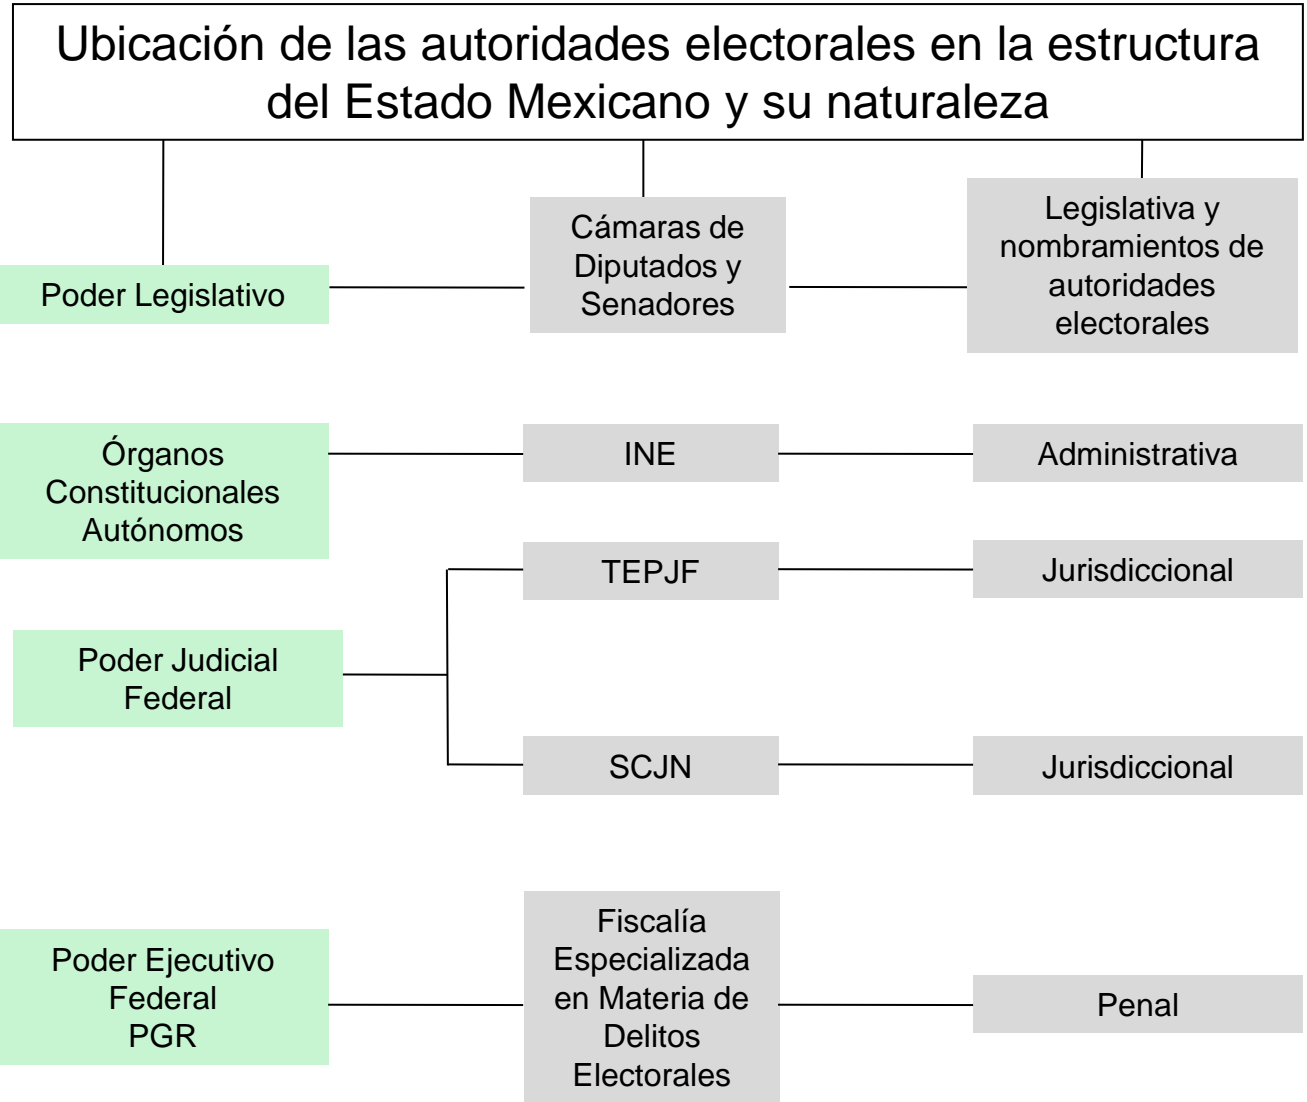 Ubicación de las autoridades electorales en la estructura
del Estado Mexicano y su naturaleza
Poder Legislativo
Cámaras de
Diputados y
Senadores
Legislativa y
nombramientos de
autoridades
electorales
Órganos
Constitucionales
Autónomos
INE
Administrativa
Poder Judicial
Federal
TEPJF
Jurisdiccional
SCJN
Jurisdiccional
Poder Ejecutivo
Federal
PGR
Fiscalía
Especializada
en Materia de
Delitos
Electorales
Penal